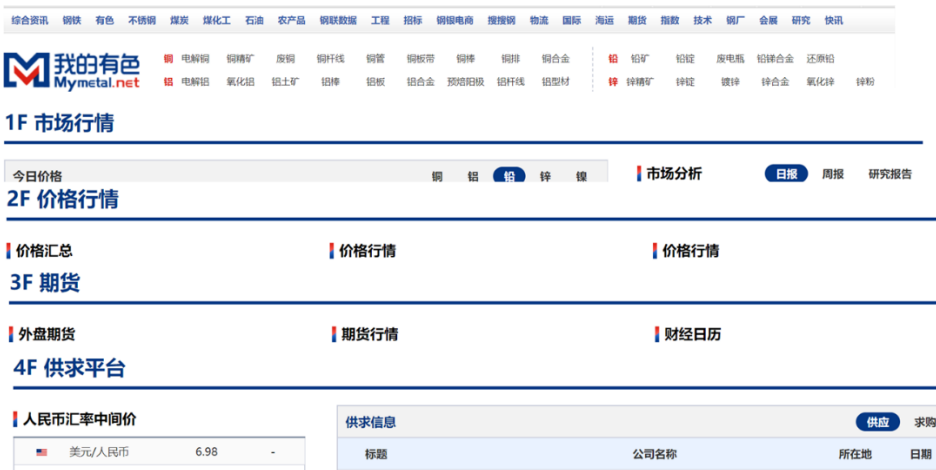 综合资讯 钢铁 有色 不锈钢 煤炭 煤化工 石油 农产品 钢联数据 工程 招标 钢银电商 搜搜钢 物流 国际 海运 期货 指数 技术 钢厂 会展 研究 快讯
我的有色
Mymetal.net
铜 电解铜 铜精矿 废铜 铜杆线 铜管 铜板带 铜棒 铜排 铜合金 铅 铅矿 铅锭 废电瓶 铅锑合金 还原铅
铝 电解铝 氧化铝 铝土矿 铝棒 铝板 铝合金 预焙阳极 铝杆线 铝型材 锌 锌精矿 锌锭 镀锌 锌合金 氧化锌 锌粉
1F 市场行情
今日价格 铜 铝 铅 锌 镍 市场分析 日报 周报 研究报告
2F 价格行情
价格汇总 价格行情 价格行情
3F 期货
外盘期货 期货行情 财经日历
4F 供求平台
人民币汇率中间价 供求信息 供应 求购
美元/人民币 6.98 - 标题 公司名称 所在地 日期